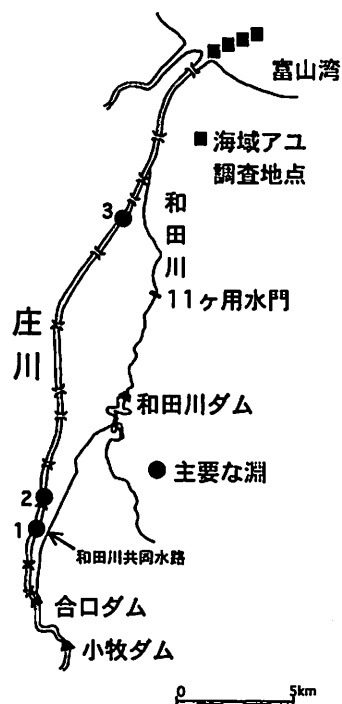 富山湾
海域アユ
調査地点
3
和田川
11ヶ用水門
庄川
和田川ダム
主要な淵
2
1
和田川共同水路
合口ダム
小牧ダム
0 5km